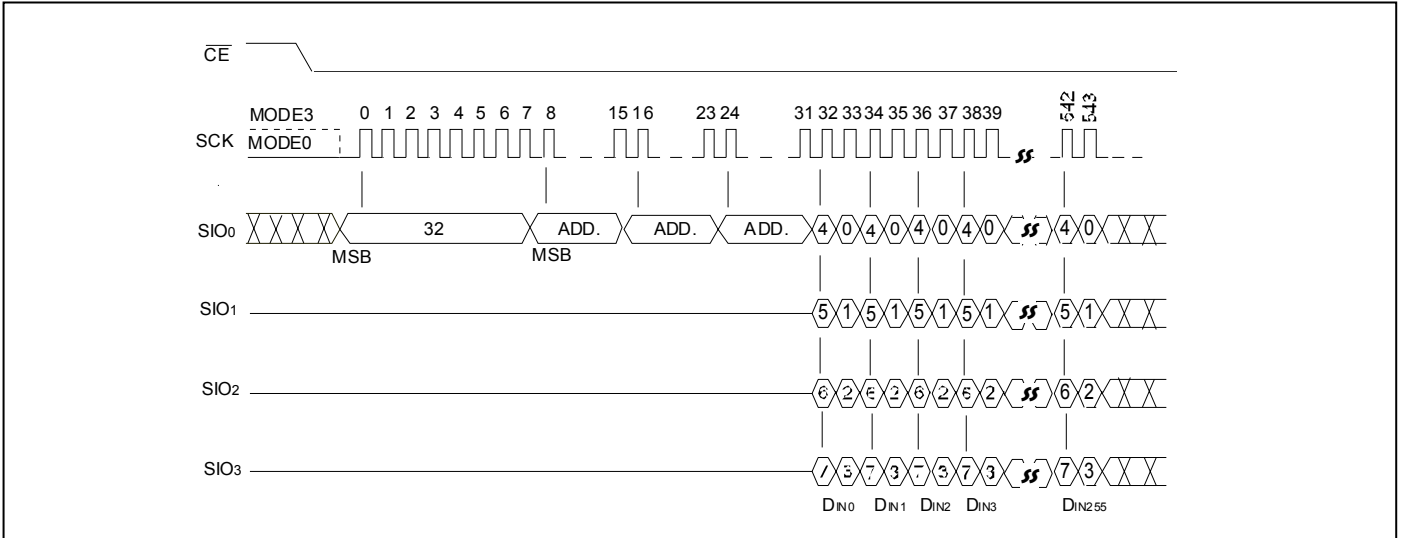 CE
MODE3 0 1 2 3 4 5 6 7 8 15 16 23 24 31 32 33 34 35 36 37 38 39 542 543
SCK MODE0
SIO0 32 ADD. ADD. ADD. 4 0 4 0 4 0 4 0 4 0
MSB MSB
SIO1 5 1 5 1 5 1 5 1 5 1
SIO2 6 2 6 2 6 2 6 2 6 2
SIO3 7 3 7 3 7 3 7 3 7 3
DIN0 DIN1 DIN2 DIN3 DIN255